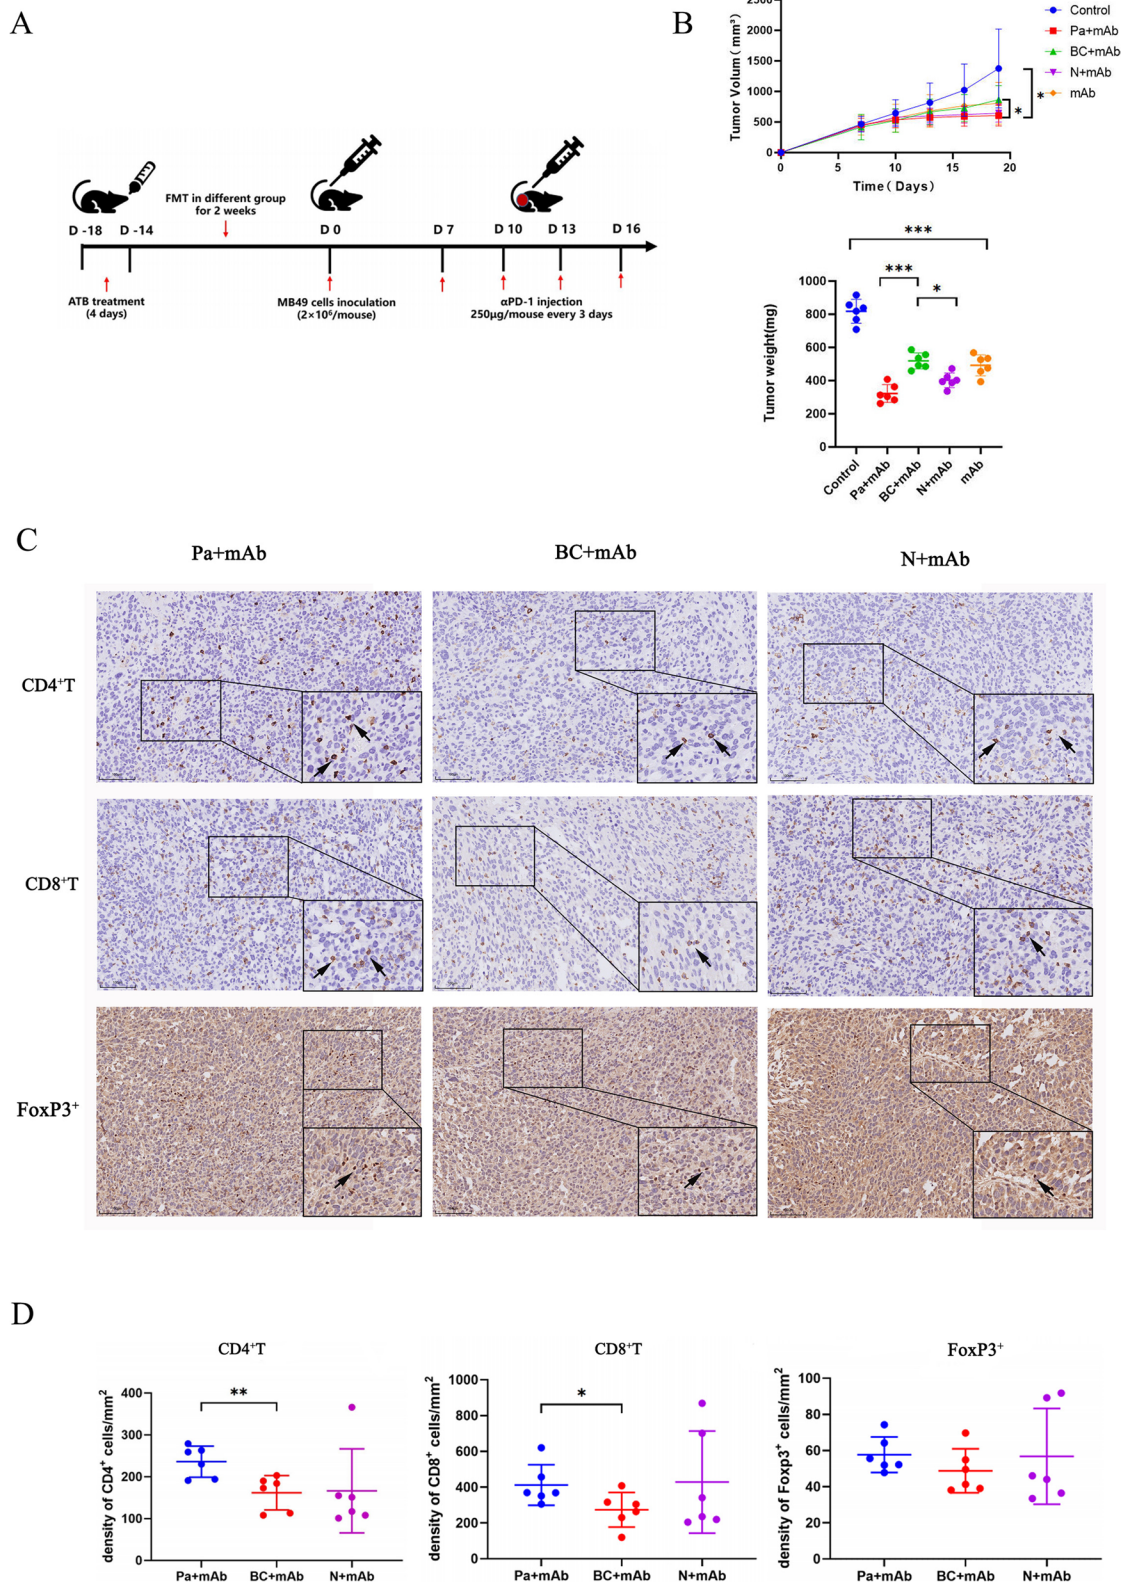 A
D -18
D -14
FMT in different group
for 2 weeks
D 0
D 7
D 10
D 13
D 16
ATB treatment
(4 days)
MB49 cells inoculation
(2×10⁶/mouse)
αPD-1 injection
250μg/mouse every 3 days
B
Tumor Volum( mm³)
2500
2000
1500
1000
500
0
0
5
10
15
20
Time( Days)
Control
Pa+mAb
BC+mAb
N+mAb
mAb
*
*
Tumor weight(mg)
1000
800
600
400
200
0
***
***
*
Control
Pa+mAb
BC+mAb
N+mAb
mAb
C
Pa+mAb
BC+mAb
N+mAb
CD4⁺T
CD8⁺T
FoxP3⁺
D
CD4⁺T
density of CD4⁺ cells/mm²
400
300
200
100
0
**
Pa+mAb
BC+mAb
N+mAb
CD8⁺T
density of CD8⁺ cells/mm²
1000
800
600
400
200
0
*
Pa+mAb
BC+mAb
N+mAb
FoxP3⁺
density of Foxp3⁺ cells/mm²
100
80
60
40
20
0
Pa+mAb
BC+mAb
N+mAb